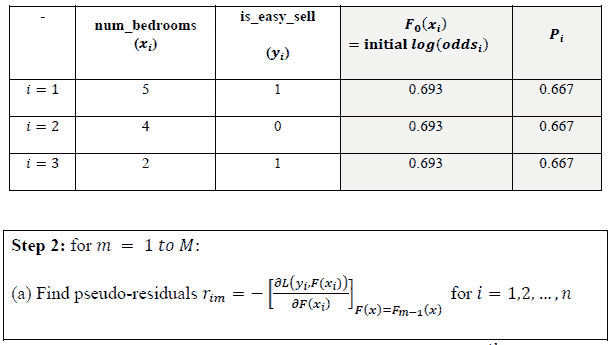 - num_bedrooms (xᵢ) is_easy_sell (yᵢ) F₀(xᵢ) = initial log(oddsᵢ) Pᵢ
i = 1 5 1 0.693 0.667
i = 2 4 0 0.693 0.667
i = 3 2 1 0.693 0.667
Step 2: for m = 1 to M:
(a) Find pseudo-residuals rᵢₘ = −[∂L(yᵢ,F(xᵢ))/∂F(xᵢ)]F(x)=Fₘ₋₁(x) for i = 1,2, … , n